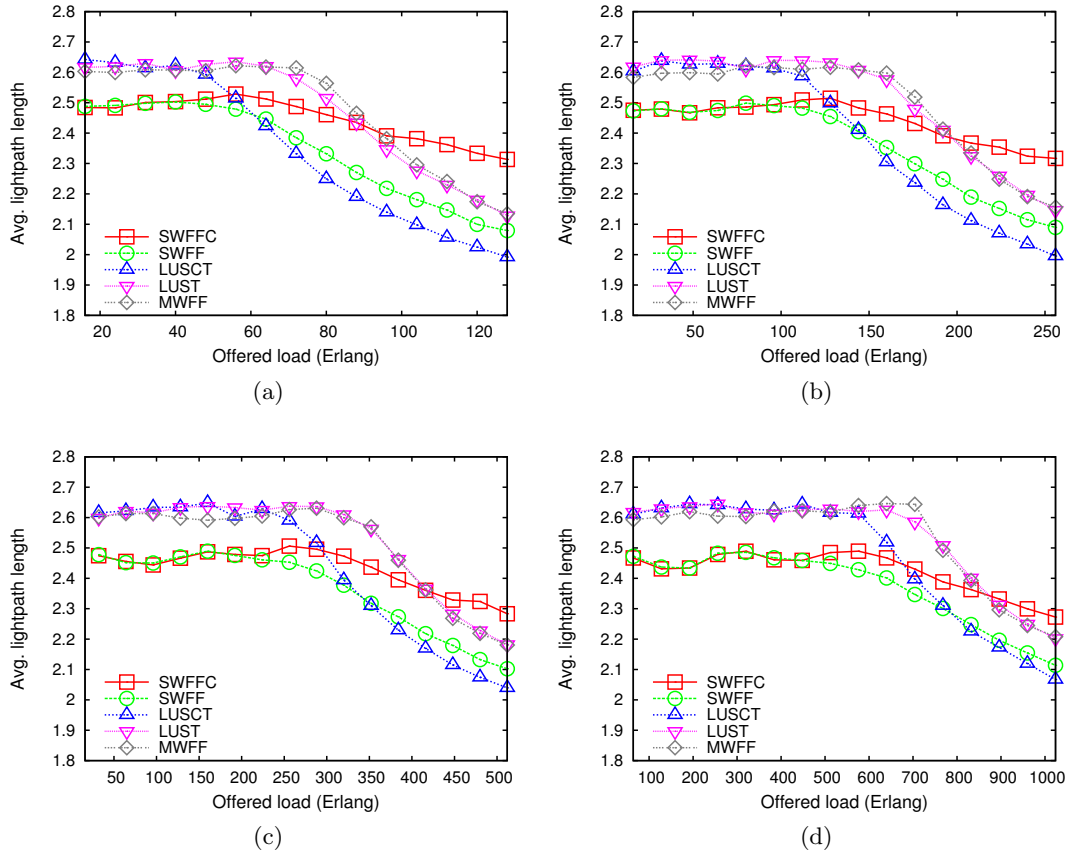 2.8
2.7
2.6
2.5
2.4
2.3
2.2
2.1
2
1.9
1.8
Avg. lightpath length
SWFFC
SWFF
LUSCT
LUST
MWFF
20 40 60 80 100 120
Offered load (Erlang)
(a)
2.8
2.7
2.6
2.5
2.4
2.3
2.2
2.1
2
1.9
1.8
Avg. lightpath length
SWFFC
SWFF
LUSCT
LUST
MWFF
50 100 150 200 250
Offered load (Erlang)
(b)
2.8
2.7
2.6
2.5
2.4
2.3
2.2
2.1
2
1.9
1.8
Avg. lightpath length
SWFFC
SWFF
LUSCT
LUST
MWFF
50 100 150 200 250 300 350 400 450 500
Offered load (Erlang)
(c)
2.8
2.7
2.6
2.5
2.4
2.3
2.2
2.1
2
1.9
1.8
Avg. lightpath length
SWFFC
SWFF
LUSCT
LUST
MWFF
100 200 300 400 500 600 700 800 900 1000
Offered load (Erlang)
(d)